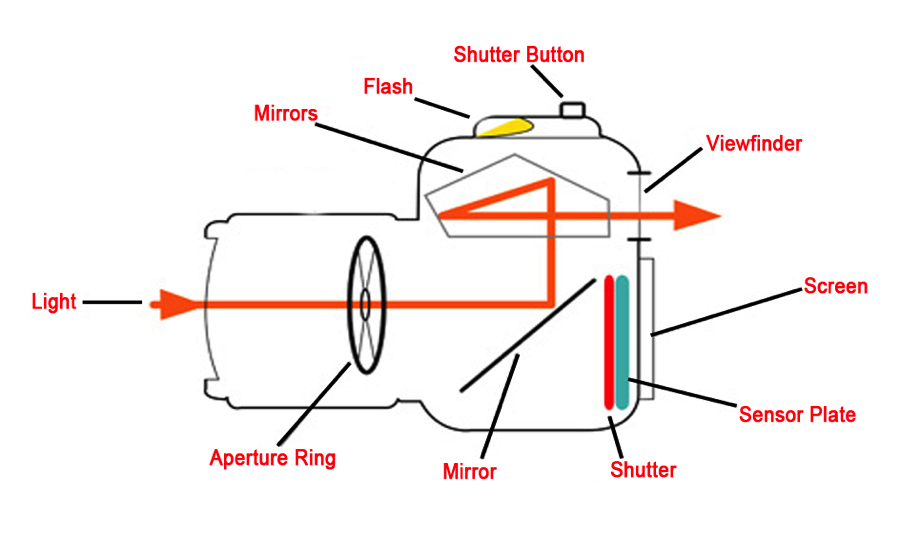 Shutter Button
Flash
Mirrors
Viewfinder
Light
Screen
Sensor Plate
Aperture Ring
Mirror
Shutter